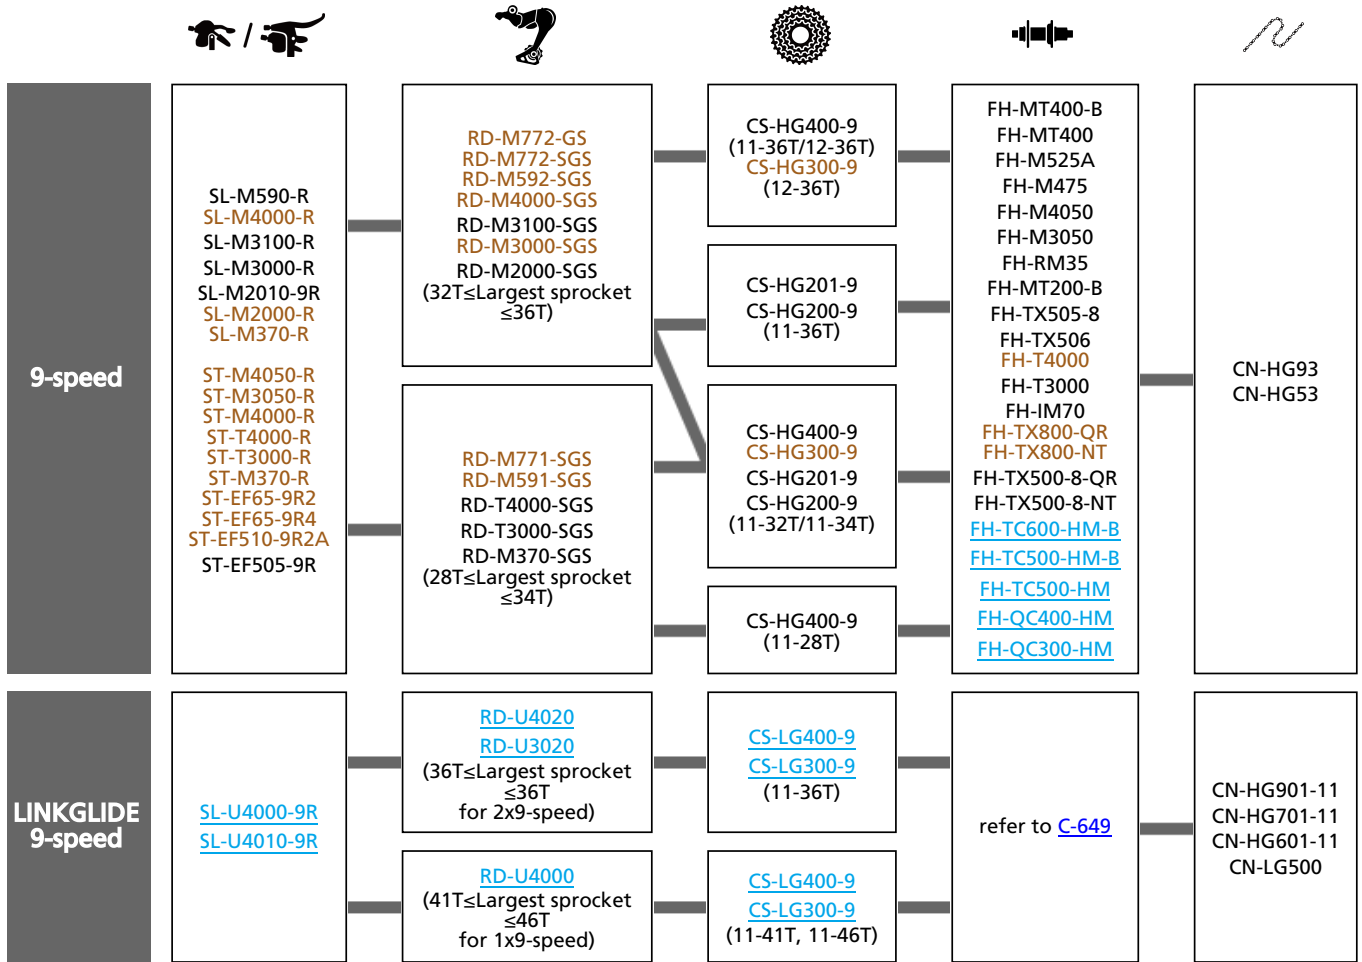 9-speed
SL-M590-R
SL-M4000-R
SL-M3100-R
SL-M3000-R
SL-M2010-9R
SL-M2000-R
SL-M370-R
ST-M4050-R
ST-M3050-R
ST-M4000-R
ST-T4000-R
ST-T3000-R
ST-M370-R
ST-EF65-9R2
ST-EF65-9R4
ST-EF510-9R2A
ST-EF505-9R
RD-M772-GS
RD-M772-SGS
RD-M592-SGS
RD-M4000-SGS
RD-M3100-SGS
RD-M3000-SGS
RD-M2000-SGS
(32T≤Largest sprocket
≤36T)
RD-M771-SGS
RD-M591-SGS
RD-T4000-SGS
RD-T3000-SGS
RD-M370-SGS
(28T≤Largest sprocket
≤34T)
CS-HG400-9
(11-36T/12-36T)
CS-HG300-9
(12-36T)
CS-HG201-9
CS-HG200-9
(11-36T)
CS-HG400-9
CS-HG300-9
CS-HG201-9
CS-HG200-9
(11-32T/11-34T)
CS-HG400-9
(11-28T)
FH-MT400-B
FH-MT400
FH-M525A
FH-M475
FH-M4050
FH-M3050
FH-RM35
FH-MT200-B
FH-TX505-8
FH-TX506
FH-T4000
FH-T3000
FH-IM70
FH-TX800-QR
FH-TX800-NT
FH-TX500-8-QR
FH-TX500-8-NT
FH-TC600-HM-B
FH-TC500-HM-B
FH-TC500-HM
FH-QC400-HM
FH-QC300-HM
CN-HG93
CN-HG53
LINKGLIDE
9-speed
SL-U4000-9R
SL-U4010-9R
RD-U4020
RD-U3020
(36T≤Largest sprocket
≤36T
for 2x9-speed)
RD-U4000
(41T≤Largest sprocket
≤46T
for 1x9-speed)
CS-LG400-9
CS-LG300-9
(11-36T)
CS-LG400-9
CS-LG300-9
(11-41T, 11-46T)
refer to C-649
CN-HG901-11
CN-HG701-11
CN-HG601-11
CN-LG500